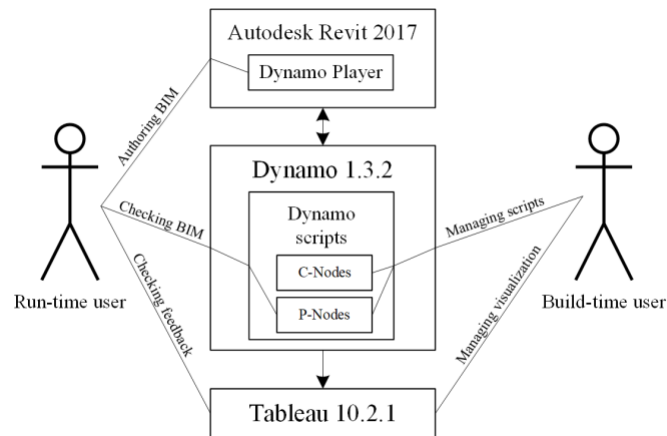 Autodesk Revit 2017
Dynamo Player
Authoring BIM
Dynamo 1.3.2
Checking BIM
Dynamo
scripts
Managing scripts
C-Nodes
P-Nodes
Run-time user
Build-time user
Checking feedback
Managing visualization
Tableau 10.2.1